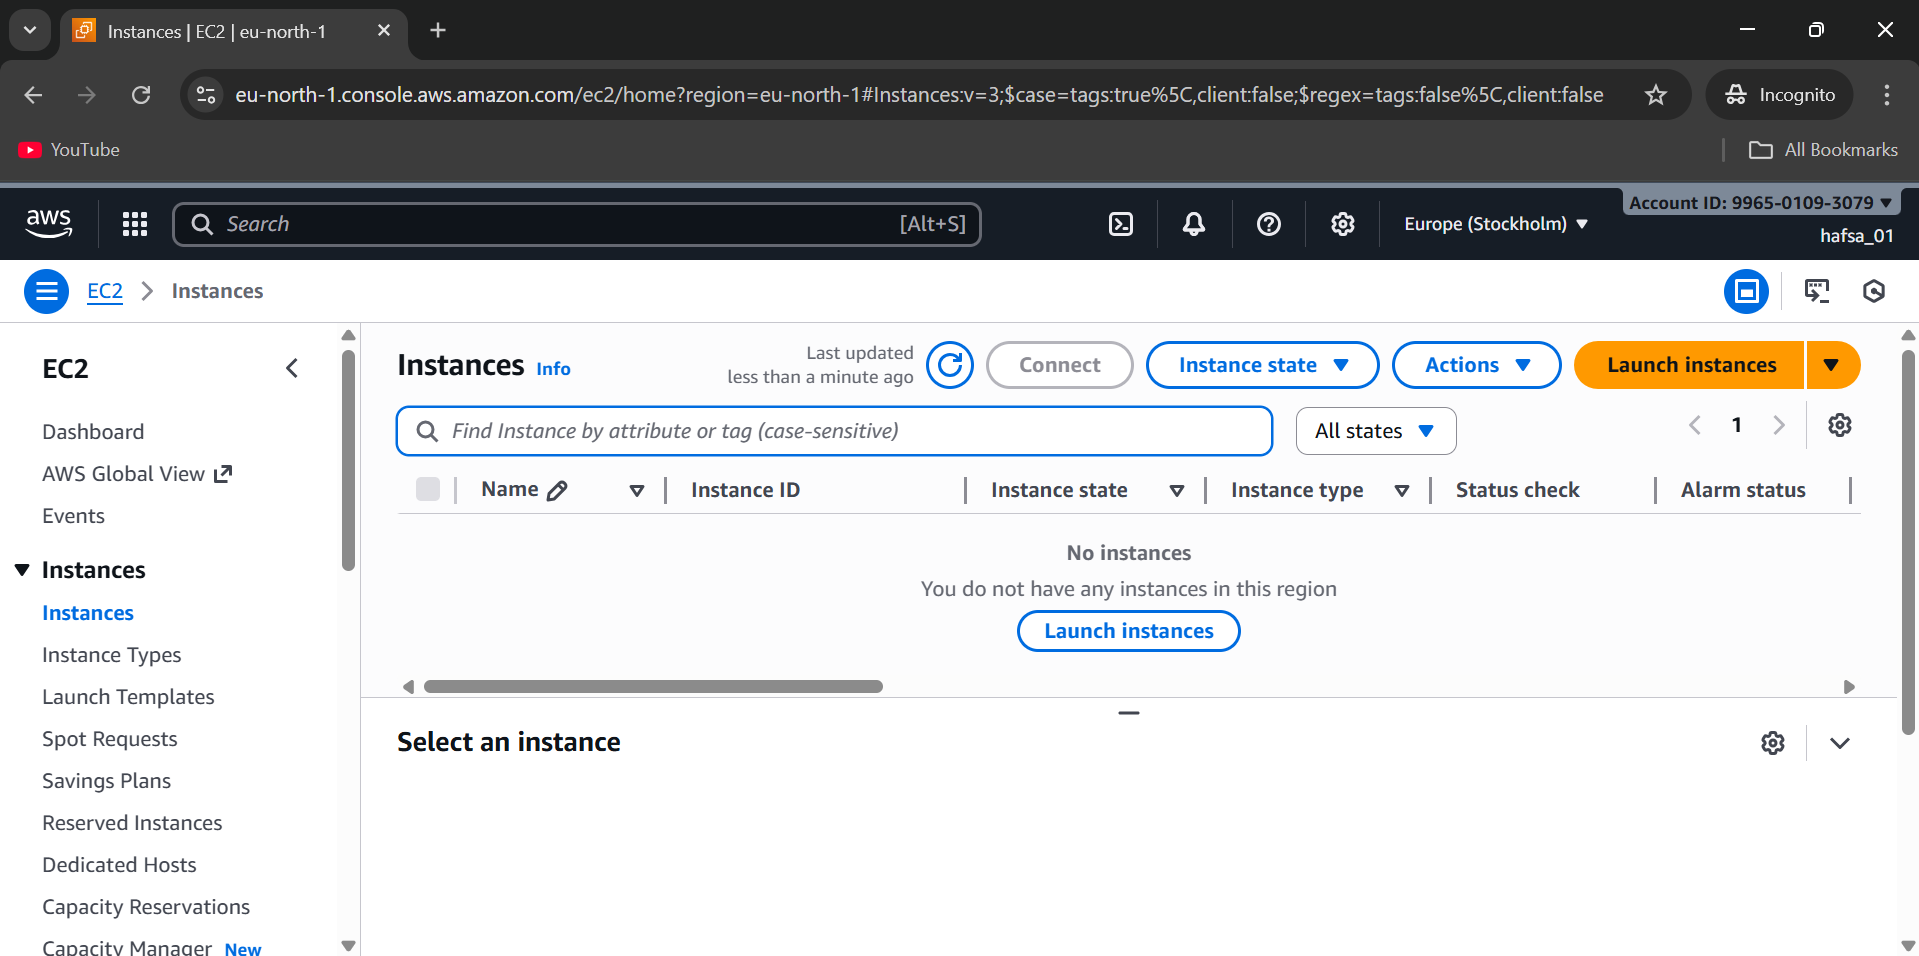 Instances | EC2 | eu-north-1
eu-north-1.console.aws.amazon.com/ec2/home?region=eu-north-1#Instances:v=3;$case=tags:true%5C,client:false;$regex=tags:false%5C,client:false
Incognito
YouTube
All Bookmarks
aws
Search
[Alt+S]
Europe (Stockholm)
Account ID: 9965-0109-3079
hafsa_01
EC2
Instances
EC2
Dashboard
AWS Global View
Events
Instances
Instances
Instance Types
Launch Templates
Spot Requests
Savings Plans
Reserved Instances
Dedicated Hosts
Capacity Reservations
Capacity Manager New
Instances Info
Last updated
less than a minute ago
Connect
Instance state
Actions
Launch instances
Find Instance by attribute or tag (case-sensitive)
All states
1
Name
Instance ID
Instance state
Instance type
Status check
Alarm status
No instances
You do not have any instances in this region
Launch instances
Select an instance